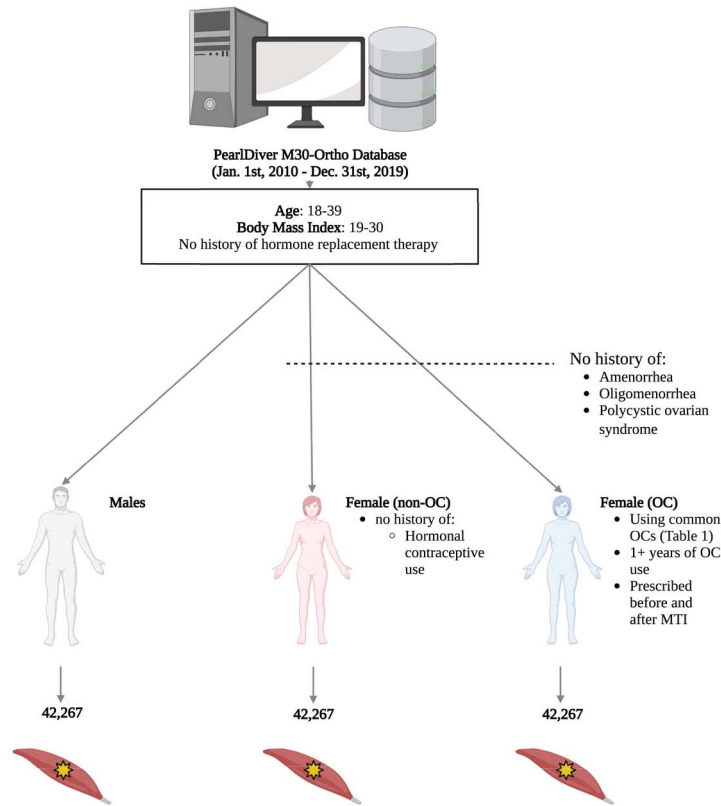 PearlDiver M30-Ortho Database
(Jan. 1st, 2010 - Dec. 31st, 2019)
Age: 18-39
Body Mass Index: 19-30
No history of hormone replacement therapy
No history of:
• Amenorrhea
• Oligomenorrhea
• Polycystic ovarian
syndrome
Males
Female (non-OC)
• no history of:
○ Hormonal
contraceptive
use
Female (OC)
• Using common
OCs (Table 1)
• 1+ years of OC
use
• Prescribed
before and
after MTI
42,267
42,267
42,267